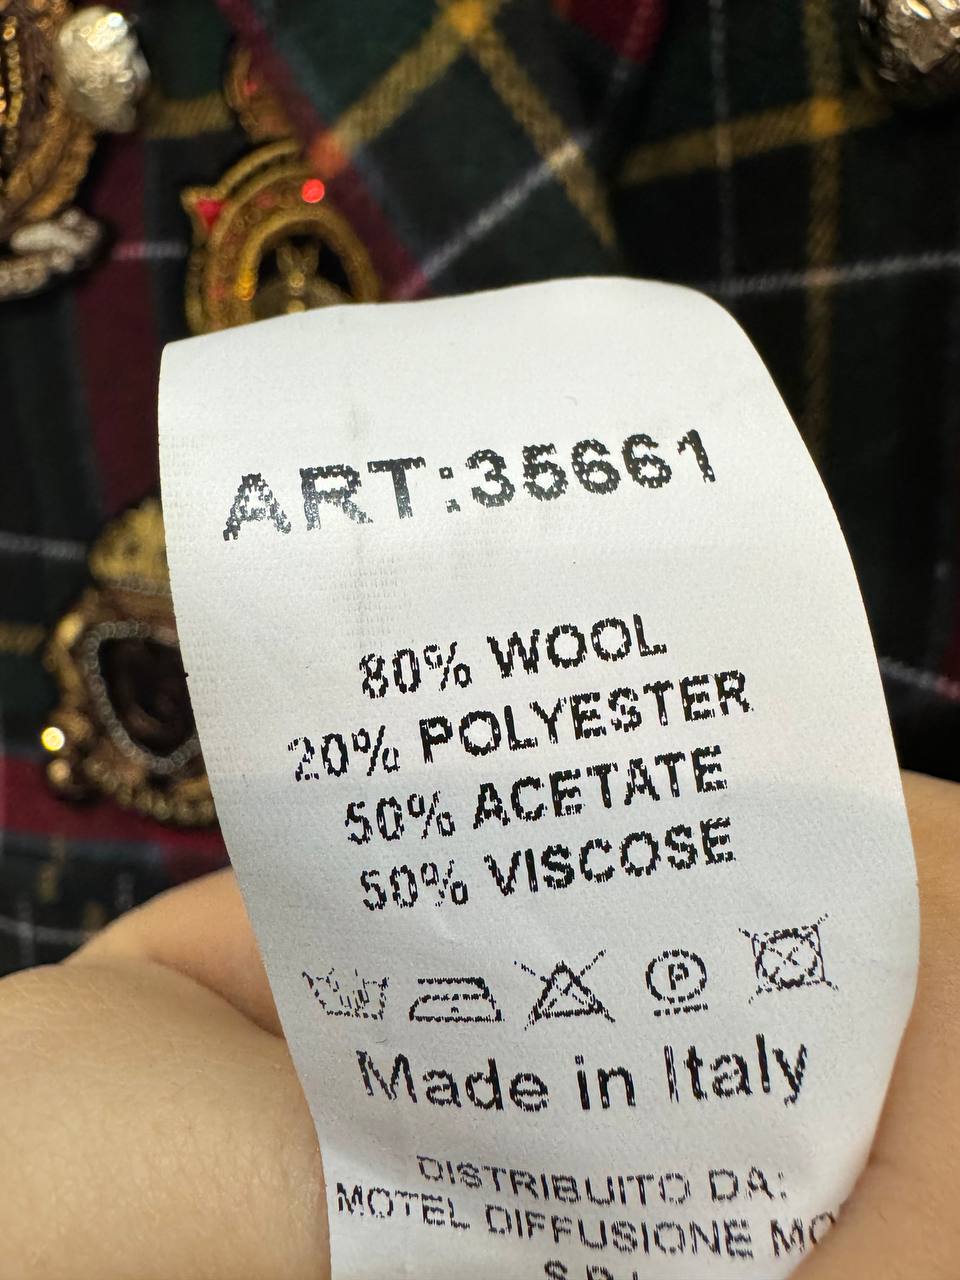 ART:35661
80% WOOL
20% POLYESTER
50% ACETATE
50% VISCOSE
P
Made in Italy
DISTRIBUITO DA:
MOTEL DIFFUSIONE